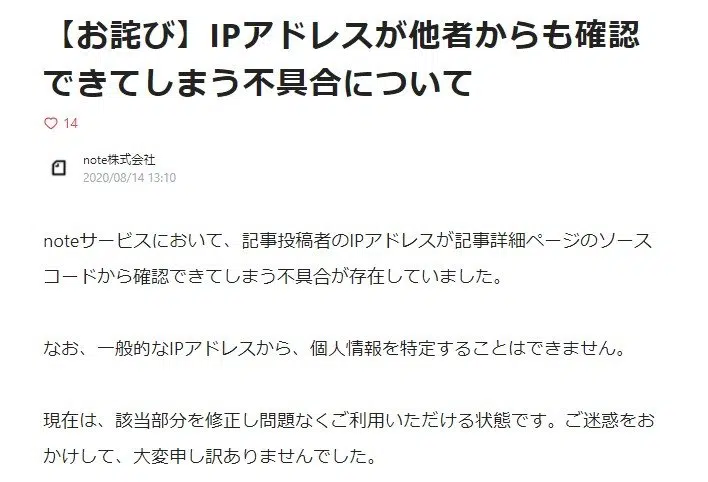 【お詫び】IPアドレスが他者からも確認
できてしまう不具合について
14
note株式会社
2020/08/14 13:10
noteサービスにおいて、記事投稿者のIPアドレスが記事詳細ページのソース
コードから確認できてしまう不具合が存在していました。
なお、一般的なIPアドレスから、個人情報を特定することはできません。
現在は、該当部分を修正し問題なくご利用いただける状態です。ご迷惑をお
かけして、大変申し訳ありませんでした。